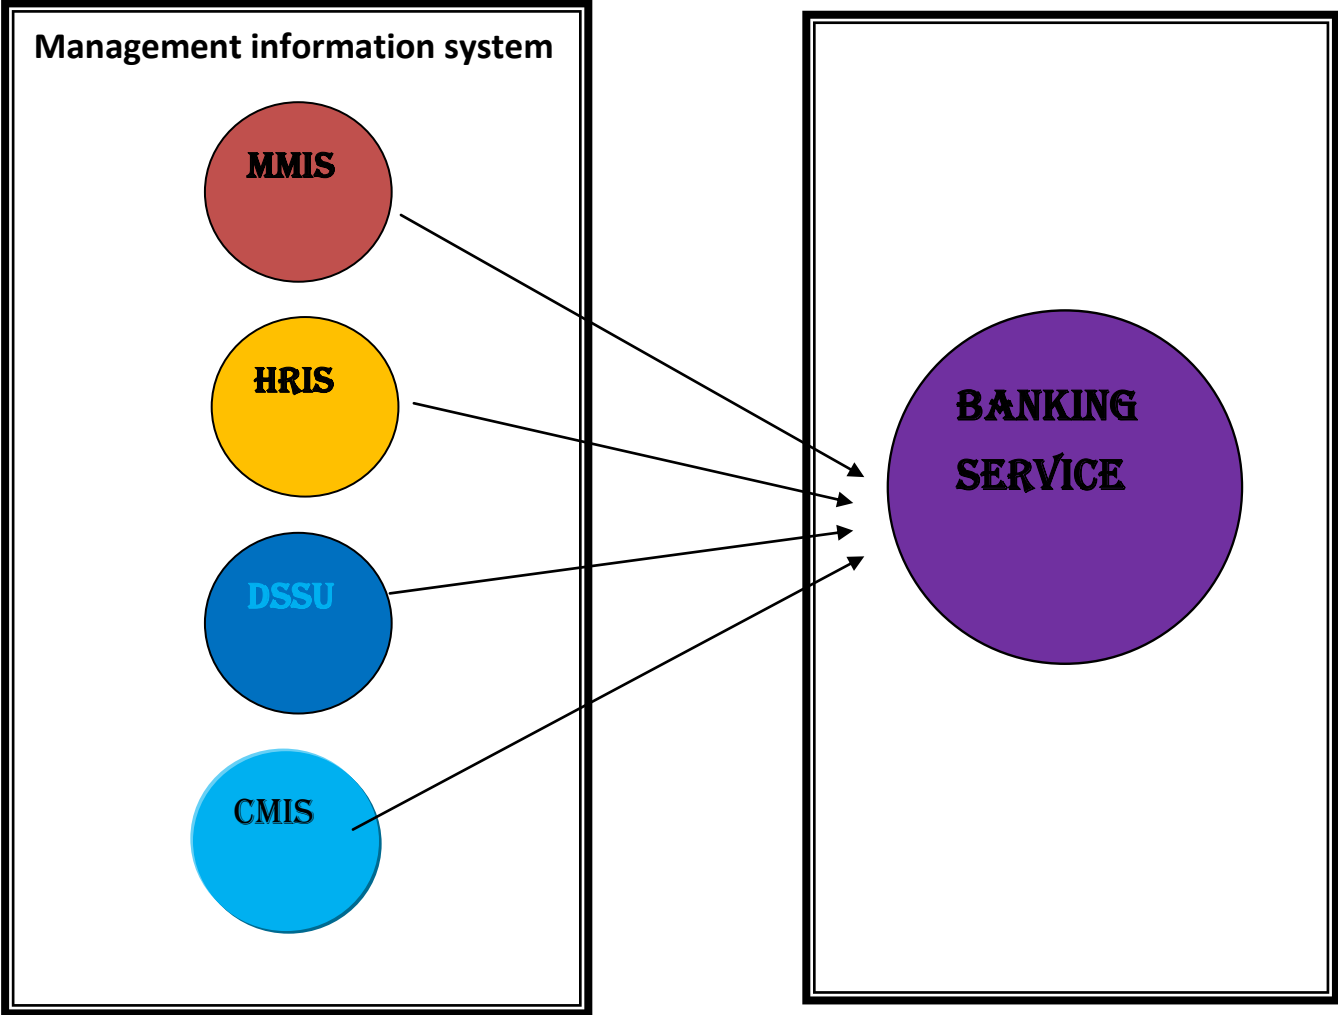 Management information system
MMIS
HRIS
DSSU
CMIS
BANKING
SERVICE